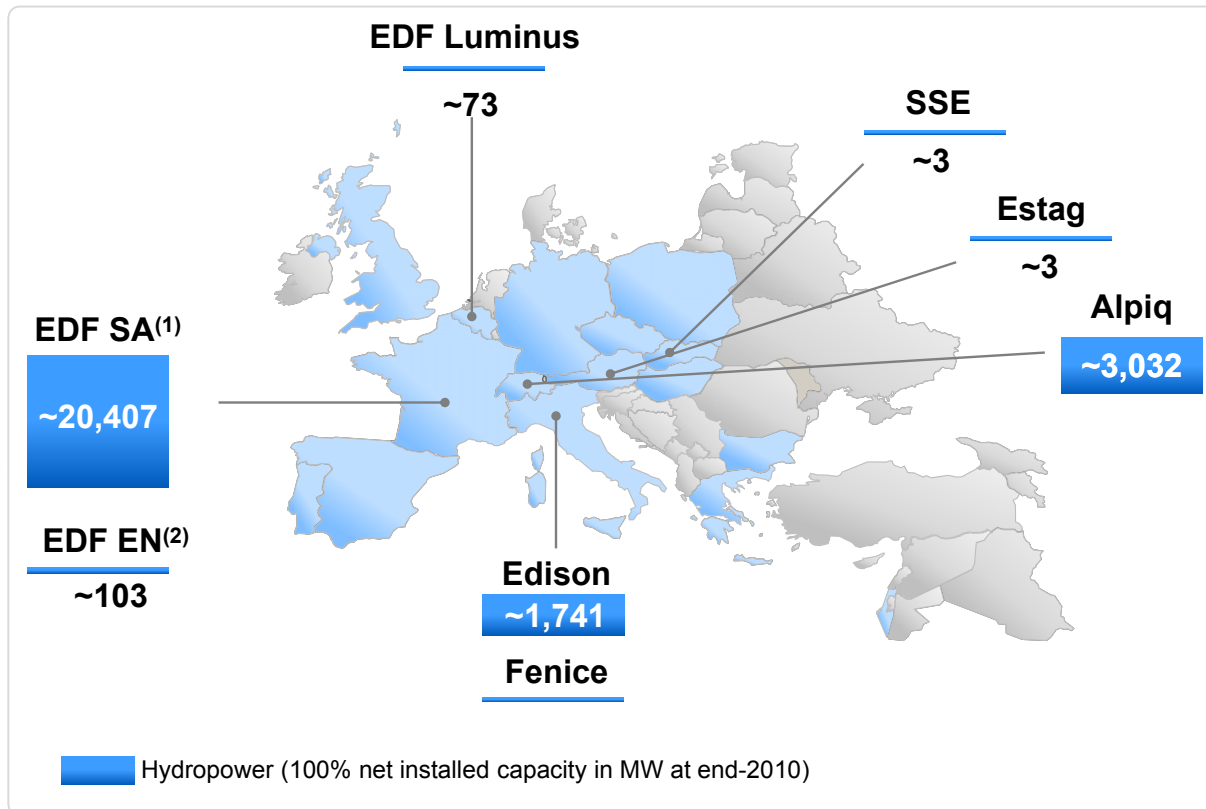 EDF Luminus
~73
SSE
~3
Estag
~3
Alpiq
~3,032
EDF SA(1)
~20,407
EDF EN(2)
~103
Edison
~1,741
Fenice
Hydropower (100% net installed capacity in MW at end-2010)